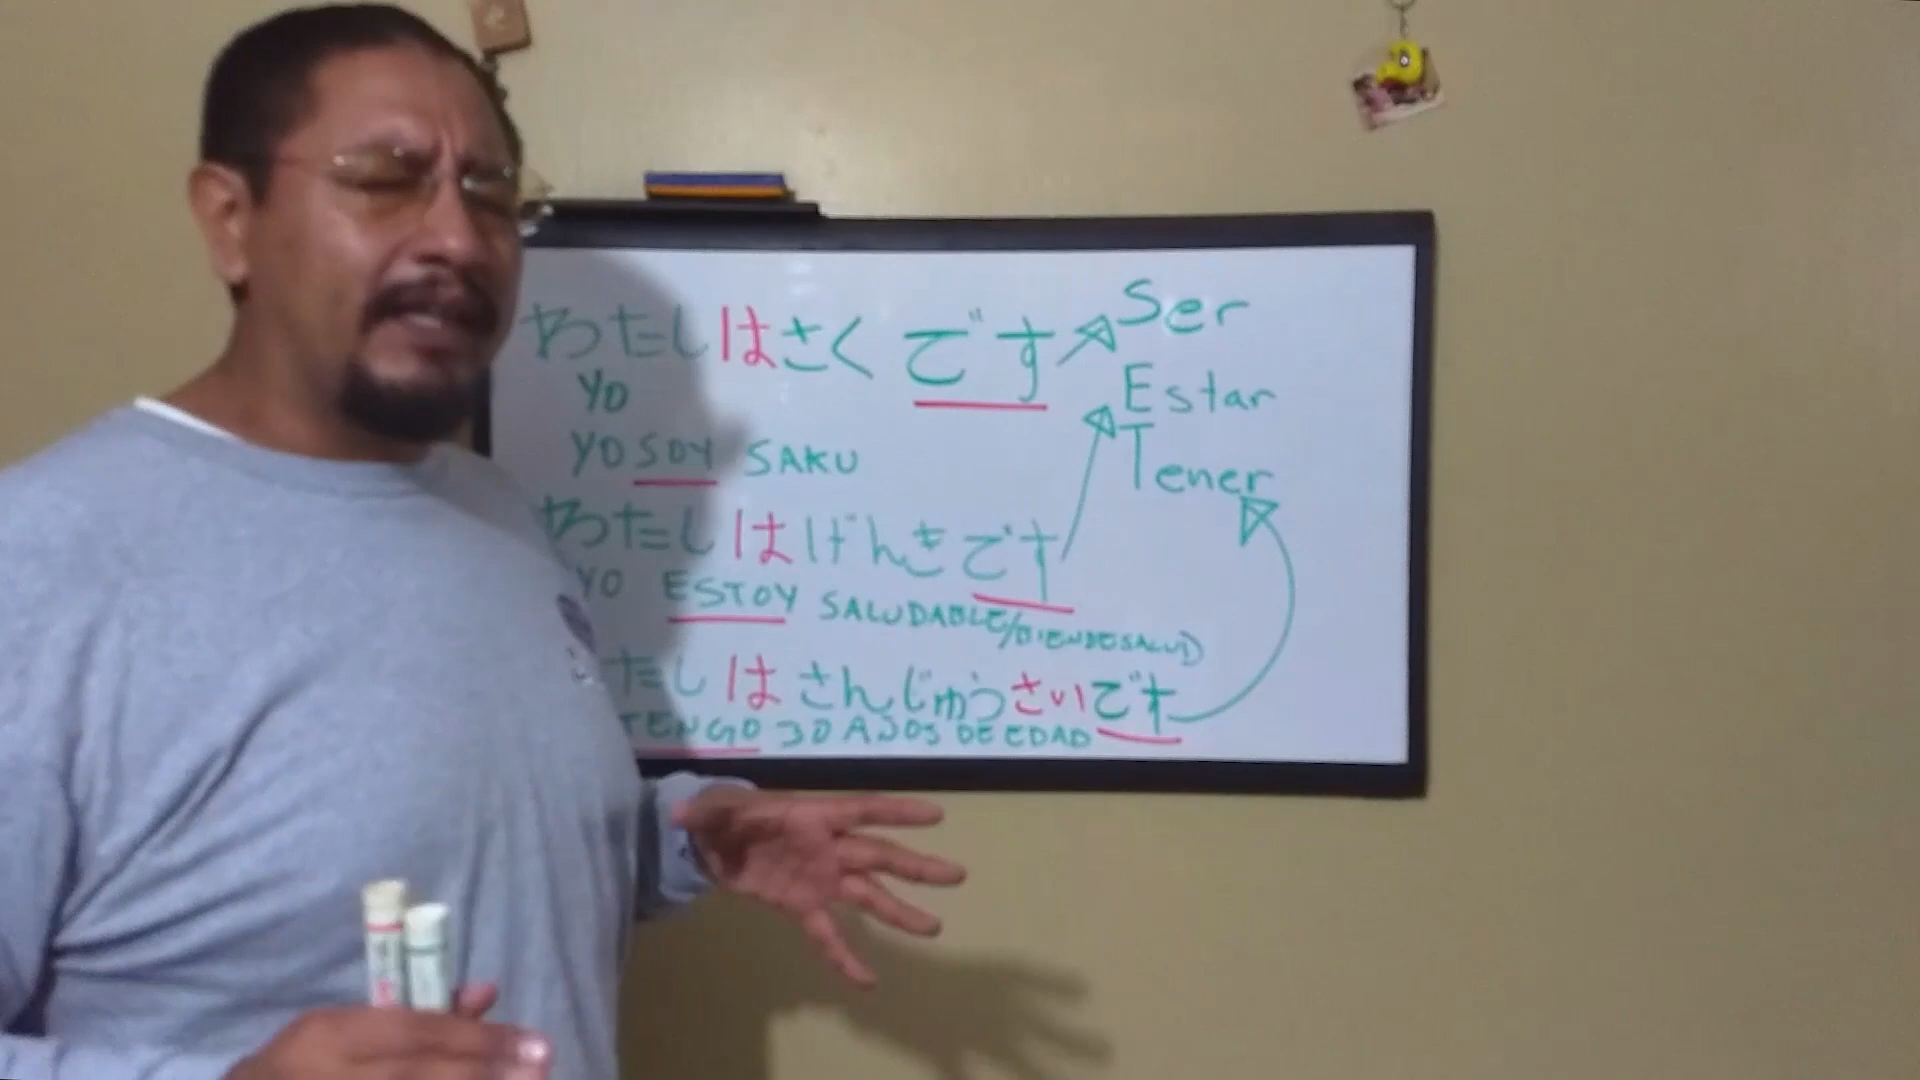 わたしはさくです Ser
YO
Estar
YO SOY SAKU
Tener
わたしはげんきです
YO ESTOY SALUDABLE/BIENDESALUD
たしはさんじゅうさいです
TENGO 30 AÑOS DE EDAD